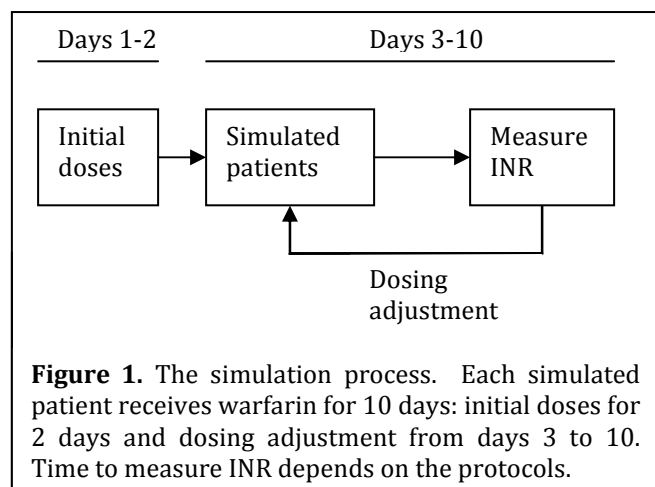 Days 1-2
Days 3-10
Initial
doses
Simulated
patients
Measure
INR
Dosing
adjustment
Figure 1. The simulation process. Each simulated
patient receives warfarin for 10 days: initial doses for
2 days and dosing adjustment from days 3 to 10.
Time to measure INR depends on the protocols.